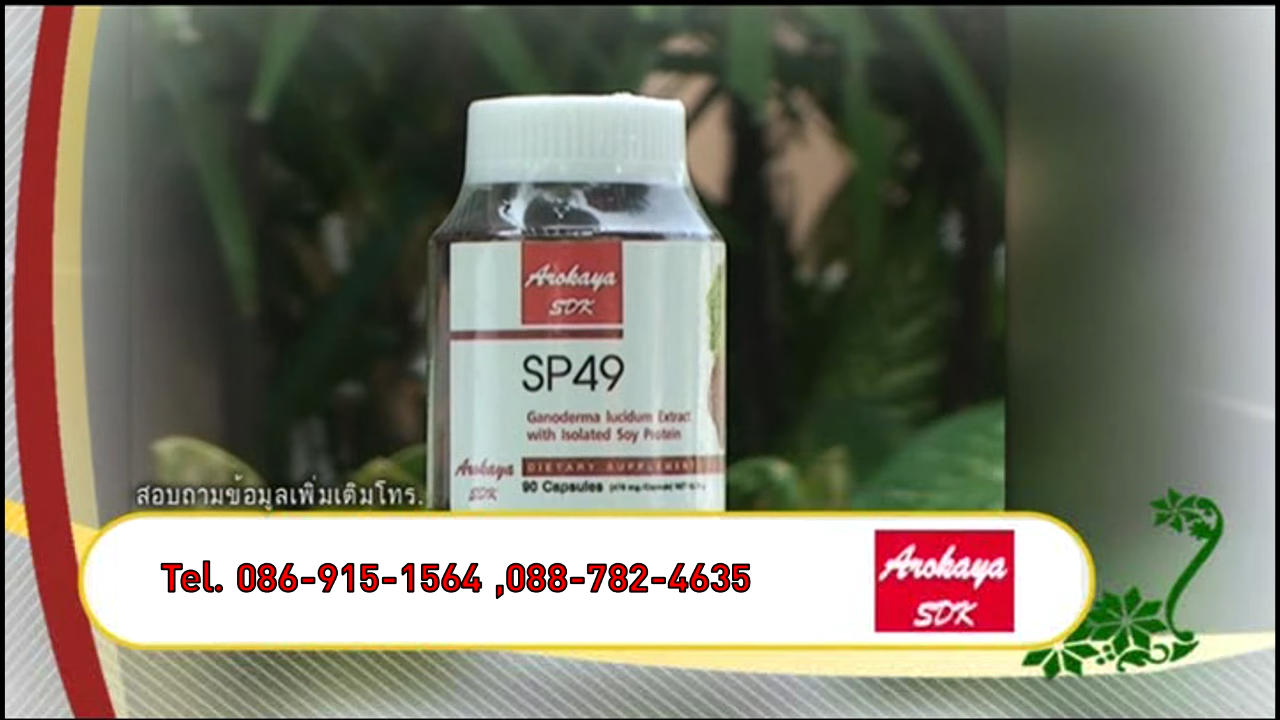 Arokaya
SDK
SP49
Ganoderma lucidum Extract
with Isolated Soy Protein
DIETARY SUPPLEMENT
Arokaya
SDK
90 Capsules
สอบถามข้อมูลเพิ่มเติมโทร.
Tel. 086-915-1564 ,088-782-4635
Arokaya
SDK